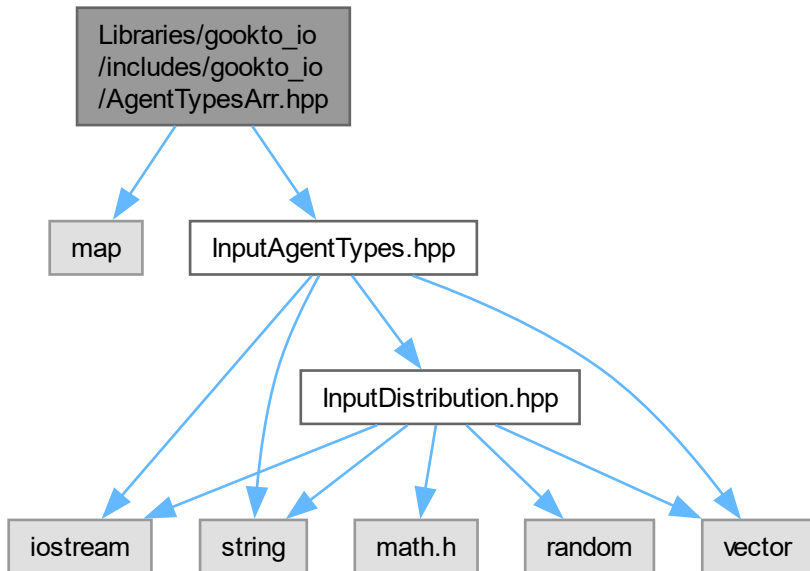 Libraries/gookto_io
/includes/gookto_io
/AgentTypesArr.hpp
map
InputAgentTypes.hpp
InputDistribution.hpp
iostream
string
math.h
random
vector